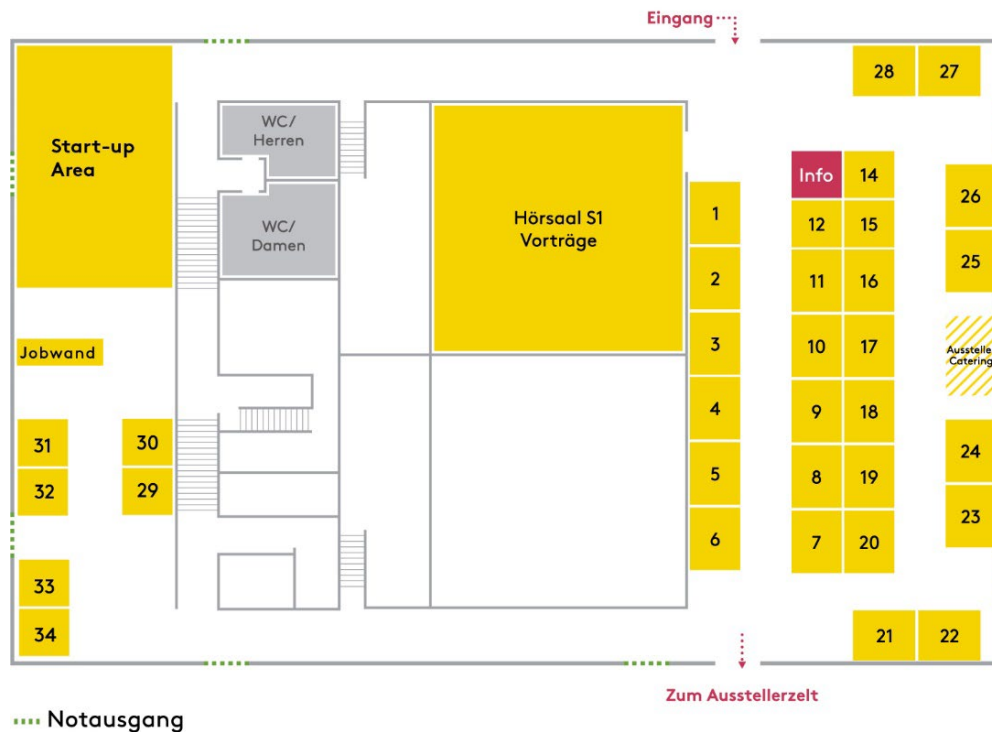 Eingang
28
27
Start-up
Area
WC/
Herren
Info
14
Hörsaal S1
Vorträge
1
12
15
26
WC/
Damen
2
11
16
25
Jobwand
3
10
17
Ausstelle
Catering
31
30
4
9
18
24
32
29
5
8
19
23
6
7
20
33
34
21
22
Zum Ausstellerzelt
Notausgang